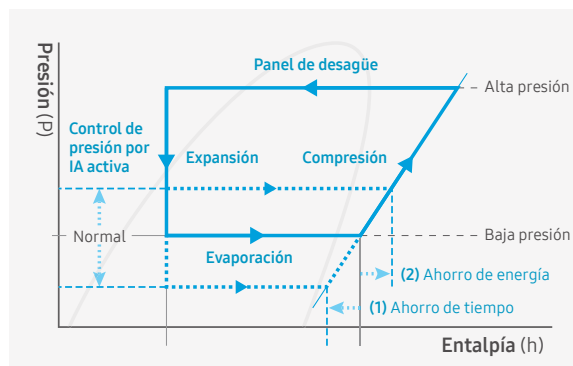 Presión (P)
Panel de desagüe
Alta presión
Control de
presión por
IA activa
Expansión
Compresión
Normal
Baja presión
Evaporación
(2) Ahorro de energía
(1) Ahorro de tiempo
Entalpía (h)